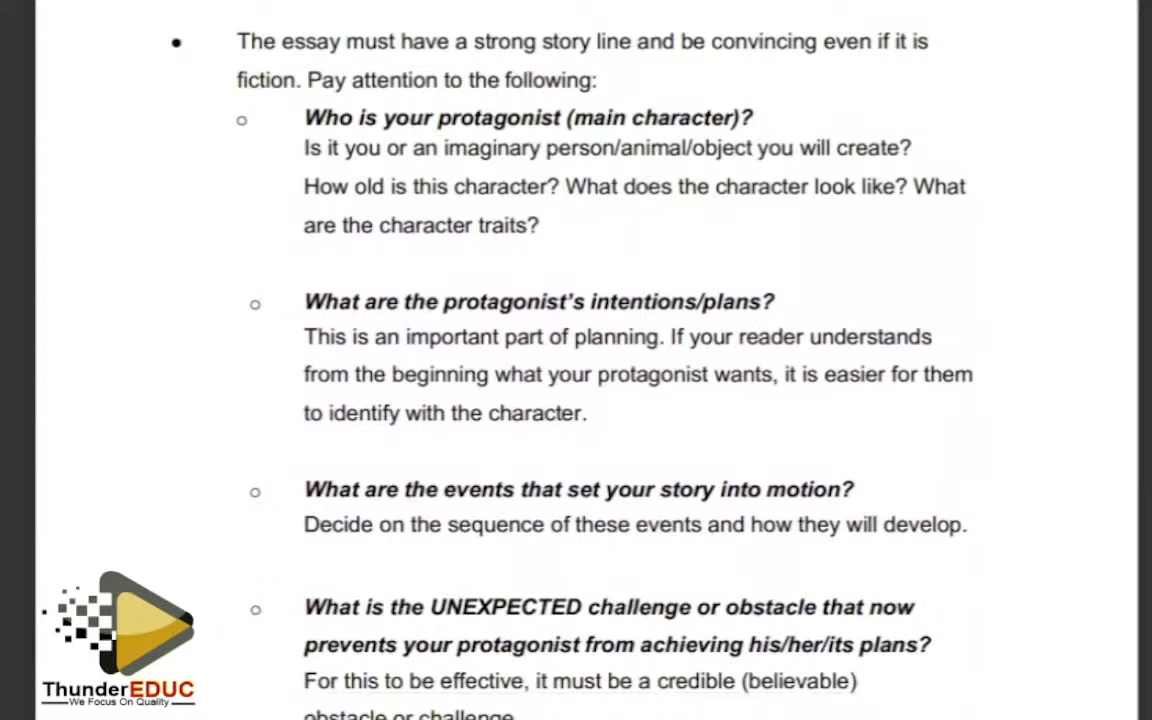 • The essay must have a strong story line and be convincing even if it is
fiction. Pay attention to the following:
o Who is your protagonist (main character)?
Is it you or an imaginary person/animal/object you will create?
How old is this character? What does the character look like? What
are the character traits?
o What are the protagonist's intentions/plans?
This is an important part of planning. If your reader understands
from the beginning what your protagonist wants, it is easier for them
to identify with the character.
o What are the events that set your story into motion?
Decide on the sequence of these events and how they will develop.
o What is the UNEXPECTED challenge or obstacle that now
prevents your protagonist from achieving his/her/its plans?
For this to be effective, it must be a credible (believable)
obstacle or challenge
ThunderEDUC
We Focus On Quality